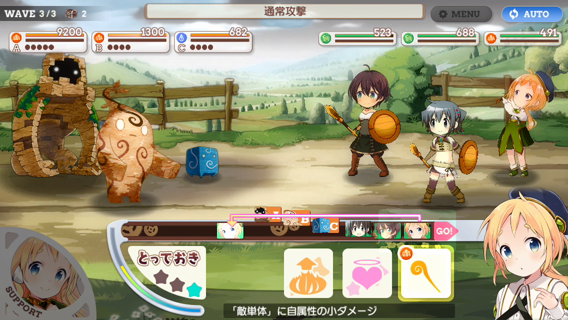 WAVE 3/3
2
通常攻撃
MENU
AUTO
9200
A
1300
B
682
C
523
688
491
B
C
GO!
とっておき
SUPPORT
「敵単体」に自属性の小ダメージ